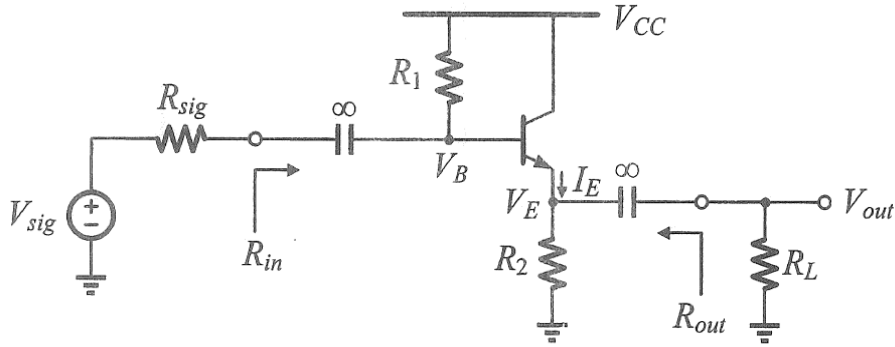 V_CC
R_1
R_sig
∞
V_B
I_E
∞
V_E
V_out
V_sig
+
-
R_in
R_2
R_out
R_L